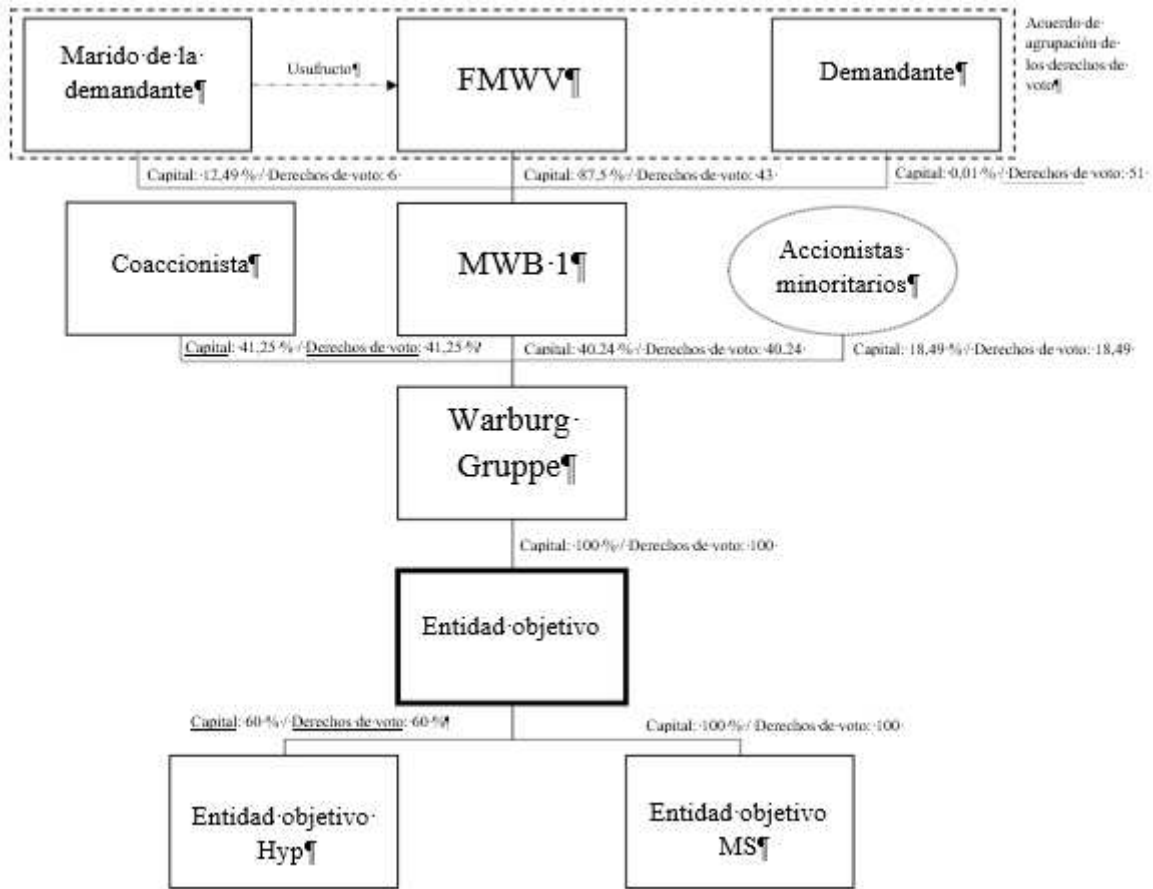 Marido·de·la·
demandante¶
Usufructo¶
FMWV¶
Demandante¶
Acuerdo·de·
agrupación·de·
los·derechos·de·
voto¶
Capital:·12,49·%·/·Derechos·de·voto:·6·
Capital:·87,5·%·/·Derechos·de·voto:·43·
Capital:·0,01·%·/·Derechos·de·voto:·51·
Coaccionista¶
MWB·1¶
Accionistas·
minoritarios¶
Capital:·41,25·%·/·Derechos·de·voto:·41,25·%¶
Capital:·40.24·%·/·Derechos·de·voto:·40.24·
Capital:·18,49·%·/·Derechos·de·voto:·18,49·
Warburg·
Gruppe¶
Capital:·100·%·/·Derechos·de·voto:·100·
Entidad·objetivo
Capital:·60·%·/·Derechos·de·voto:·60·%¶
Capital:·100·%·/·Derechos·de·voto:·100·
Entidad·objetivo·
Hyp¶
Entidad·objetivo
MS¶